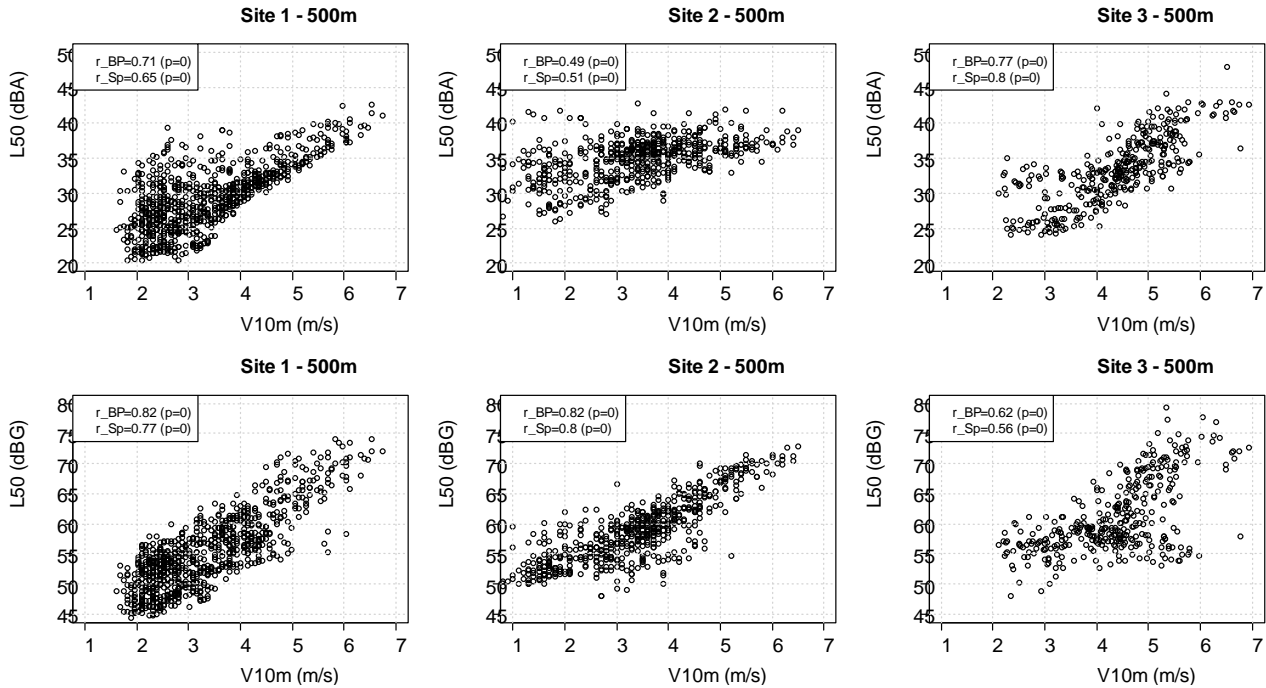 Site 1 - 500m
r_BP=0.71 (p=0)
r_Sp=0.65 (p=0)
L50 (dBA)
50
45
40
35
30
25
20
1 2 3 4 5 6 7
V10m (m/s)
Site 2 - 500m
r_BP=0.49 (p=0)
r_Sp=0.51 (p=0)
L50 (dBA)
50
45
40
35
30
25
20
1 2 3 4 5 6 7
V10m (m/s)
Site 3 - 500m
r_BP=0.77 (p=0)
r_Sp=0.8 (p=0)
L50 (dBA)
50
45
40
35
30
25
20
1 2 3 4 5 6 7
V10m (m/s)
Site 1 - 500m
r_BP=0.82 (p=0)
r_Sp=0.77 (p=0)
L50 (dBG)
80
75
70
65
60
55
50
45
1 2 3 4 5 6 7
V10m (m/s)
Site 2 - 500m
r_BP=0.82 (p=0)
r_Sp=0.8 (p=0)
L50 (dBG)
80
75
70
65
60
55
50
45
1 2 3 4 5 6 7
V10m (m/s)
Site 3 - 500m
r_BP=0.62 (p=0)
r_Sp=0.56 (p=0)
L50 (dBG)
80
75
70
65
60
55
50
45
1 2 3 4 5 6 7
V10m (m/s)